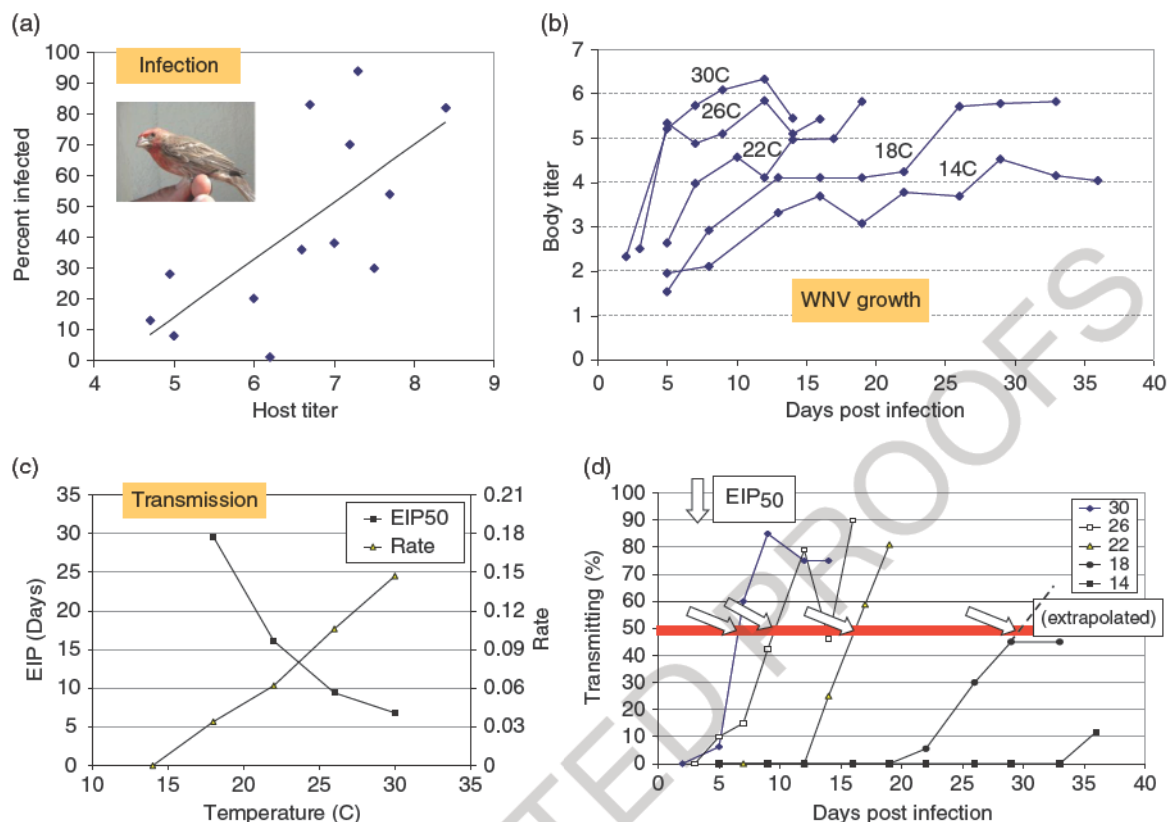 (a)
Infection
100
90
80
70
60
50
40
30
20
10
0
Percent infected
4 5 6 7 8 9
Host titer
(b)
7
6
5
4
3
2
1
0
Body titer
30C
26C
22C
18C
14C
WNV growth
0 5 10 15 20 25 30 35 40
Days post infection
(c)
Transmission
EIP50
Rate
35
30
25
20
15
10
5
0
EIP (Days)
0.21
0.18
0.15
0.12
0.09
0.06
0.03
0
Rate
10 15 20 25 30 35
Temperature (C)
(d)
EIP50
100
90
80
70
60
50
40
30
20
10
0
Transmitting (%)
30
26
22
18
14
(extrapolated)
0 5 10 15 20 25 30 35 40 45
Days post infection
TED PROOFS